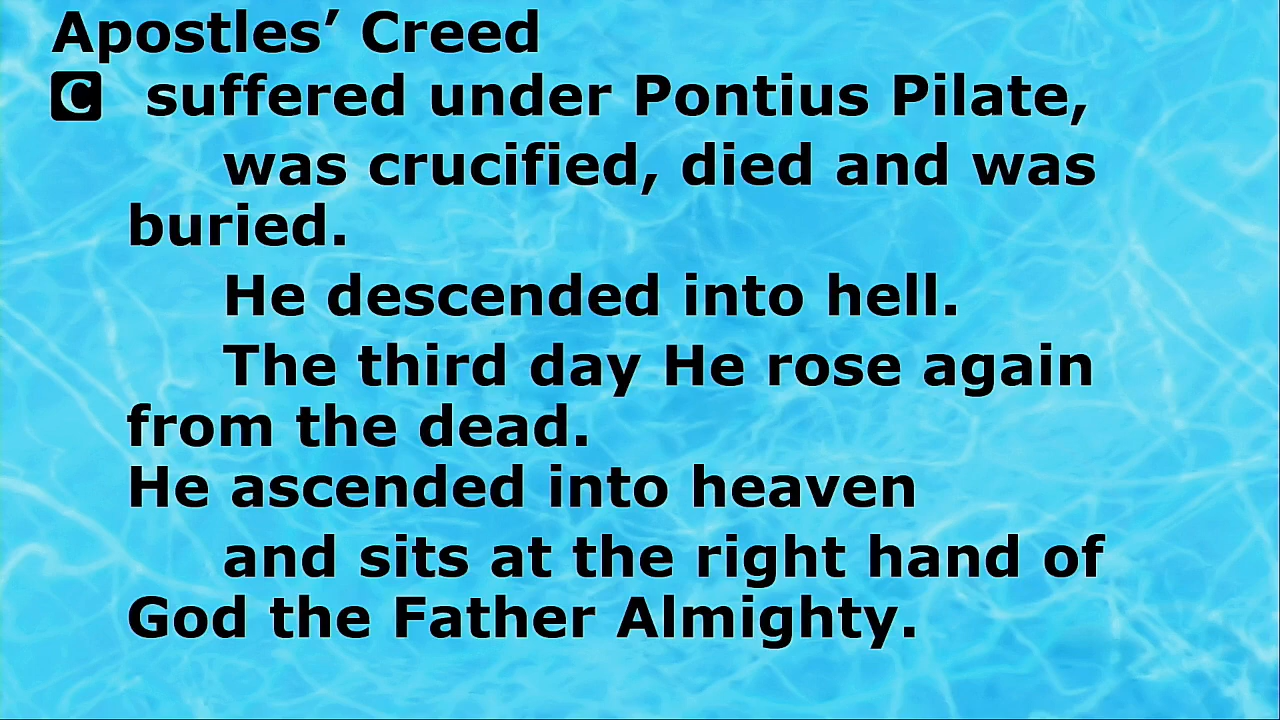 Apostles’ Creed
C suffered under Pontius Pilate,
was crucified, died and was
buried.
He descended into hell.
The third day He rose again
from the dead.
He ascended into heaven
and sits at the right hand of
God the Father Almighty.